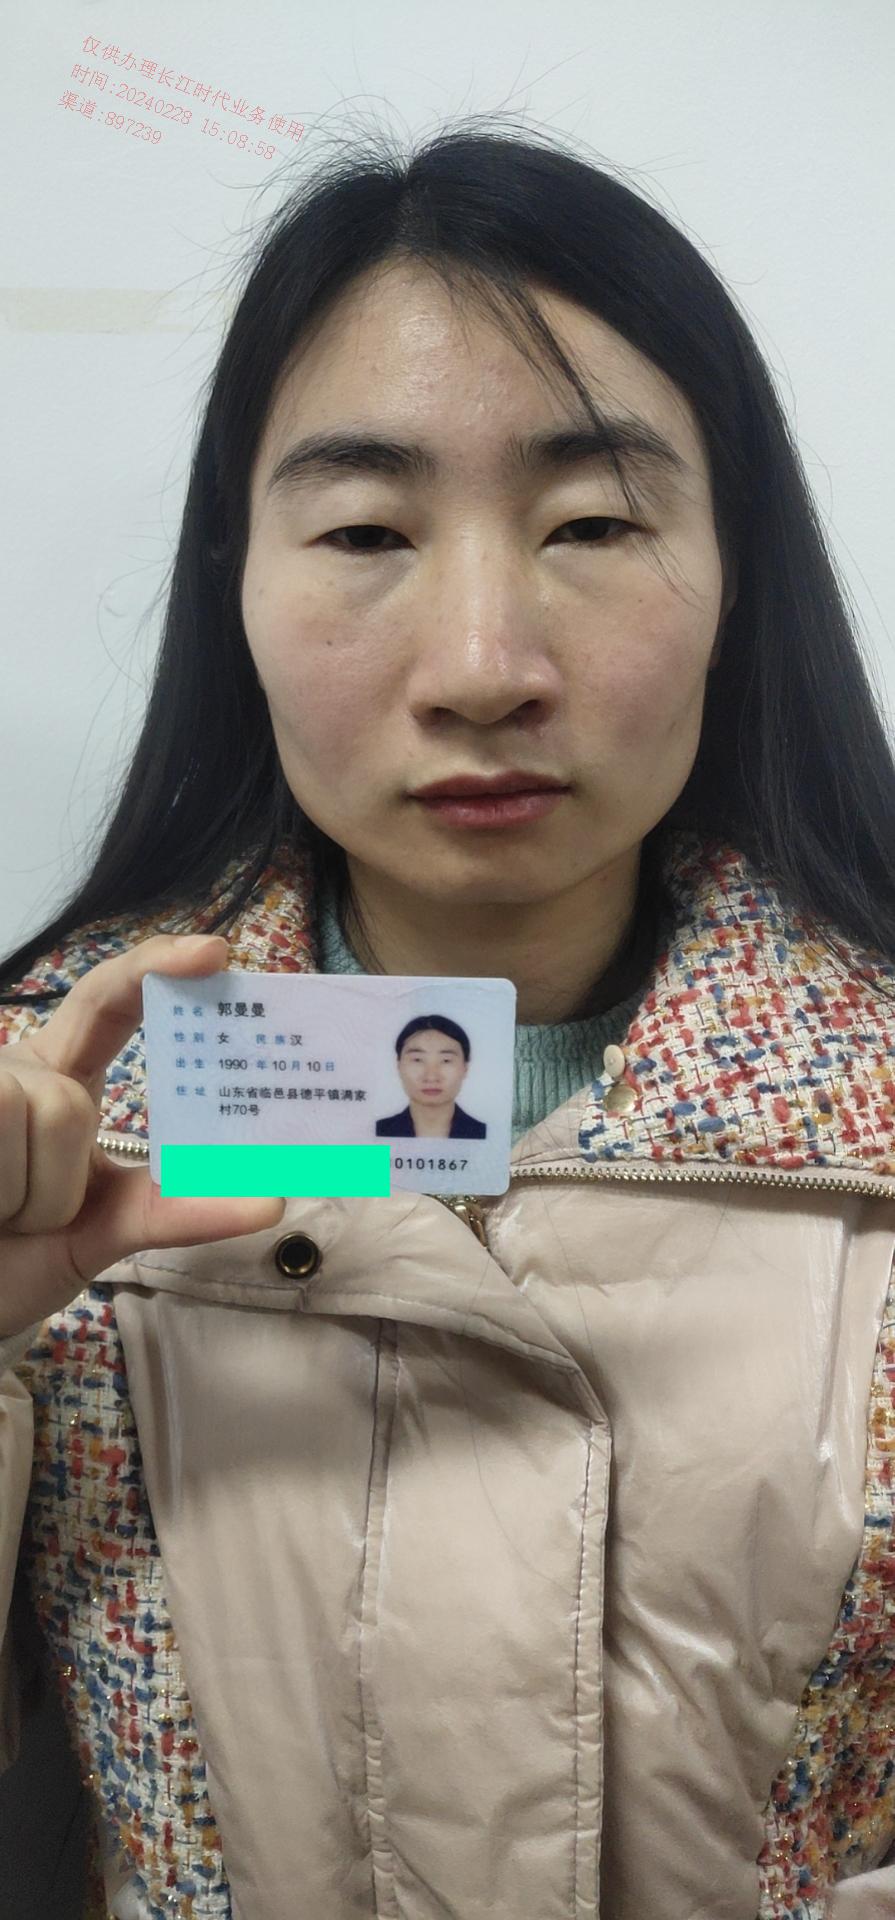 仅供办理长江时代业务使用
时间:20240228 15:08:58
渠道:897239
姓名 郭曼曼
性别 女 民族 汉
出生 1990 年 10 月 10 日
住址 山东省临邑县德平镇满家
村70号
0101867